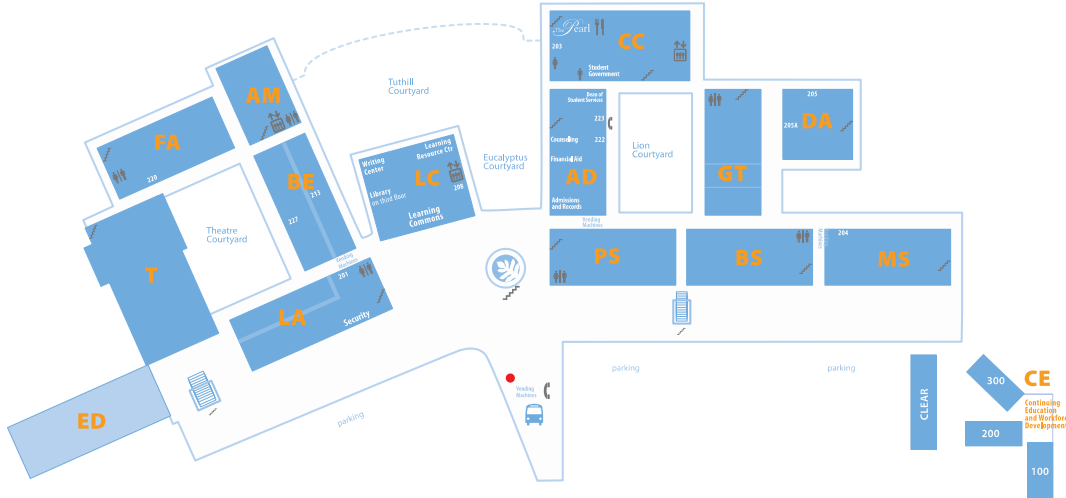 the Pearl
CC
203
Student
Government
AM
Tuthill
Courtyard
Dean of
Student Services
223
Counseling
222
Financial Aid
AD
Admissions
and Records
Vending
Machines
Lion
Courtyard
GT
205
205A
DA
FA
220
BE
211
227
Vending
Machines
Writing
Center
Learning
Resource Ctr
LC
Library
on third floor
208
Learning
Commons
Eucalyptus
Courtyard
Theatre
Courtyard
T
201
LA
Security
PS
BS
Machines
204
MS
ED
parking
Vending
Machines
parking
parking
CLEAR
300
CE
Continuing
Education
and Workforce
Development
200
100